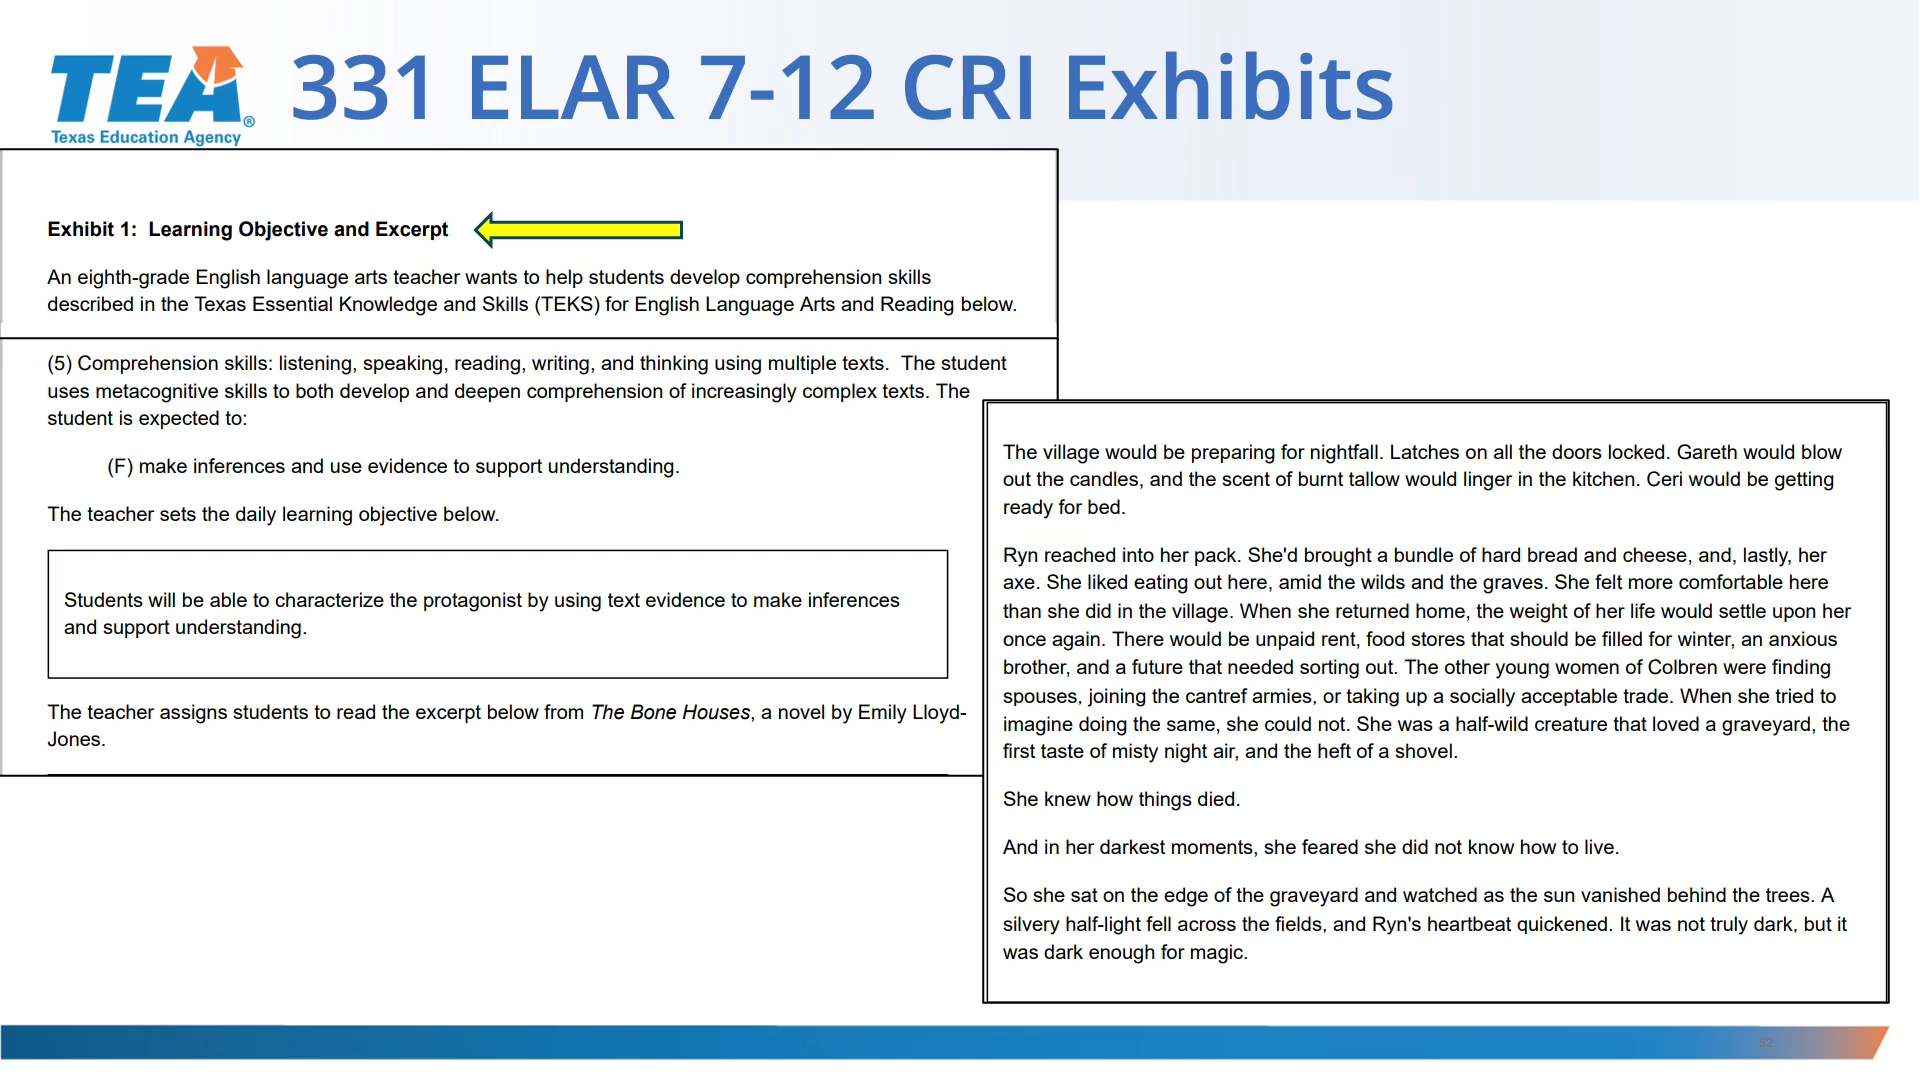 TEA®
Texas Education Agency
331 ELAR 7-12 CRI Exhibits
Exhibit 1:  Learning Objective and Excerpt
An eighth-grade English language arts teacher wants to help students develop comprehension skills
described in the Texas Essential Knowledge and Skills (TEKS) for English Language Arts and Reading below.
(5) Comprehension skills: listening, speaking, reading, writing, and thinking using multiple texts.  The student
uses metacognitive skills to both develop and deepen comprehension of increasingly complex texts. The
student is expected to:
(F) make inferences and use evidence to support understanding.
The teacher sets the daily learning objective below.
Students will be able to characterize the protagonist by using text evidence to make inferences
and support understanding.
The teacher assigns students to read the excerpt below from The Bone Houses, a novel by Emily Lloyd-
Jones.
The village would be preparing for nightfall. Latches on all the doors locked. Gareth would blow
out the candles, and the scent of burnt tallow would linger in the kitchen. Ceri would be getting
ready for bed.
Ryn reached into her pack. She'd brought a bundle of hard bread and cheese, and, lastly, her
axe. She liked eating out here, amid the wilds and the graves. She felt more comfortable here
than she did in the village. When she returned home, the weight of her life would settle upon her
once again. There would be unpaid rent, food stores that should be filled for winter, an anxious
brother, and a future that needed sorting out. The other young women of Colbren were finding
spouses, joining the cantref armies, or taking up a socially acceptable trade. When she tried to
imagine doing the same, she could not. She was a half-wild creature that loved a graveyard, the
first taste of misty night air, and the heft of a shovel.
She knew how things died.
And in her darkest moments, she feared she did not know how to live.
So she sat on the edge of the graveyard and watched as the sun vanished behind the trees. A
silvery half-light fell across the fields, and Ryn's heartbeat quickened. It was not truly dark, but it
was dark enough for magic.
52